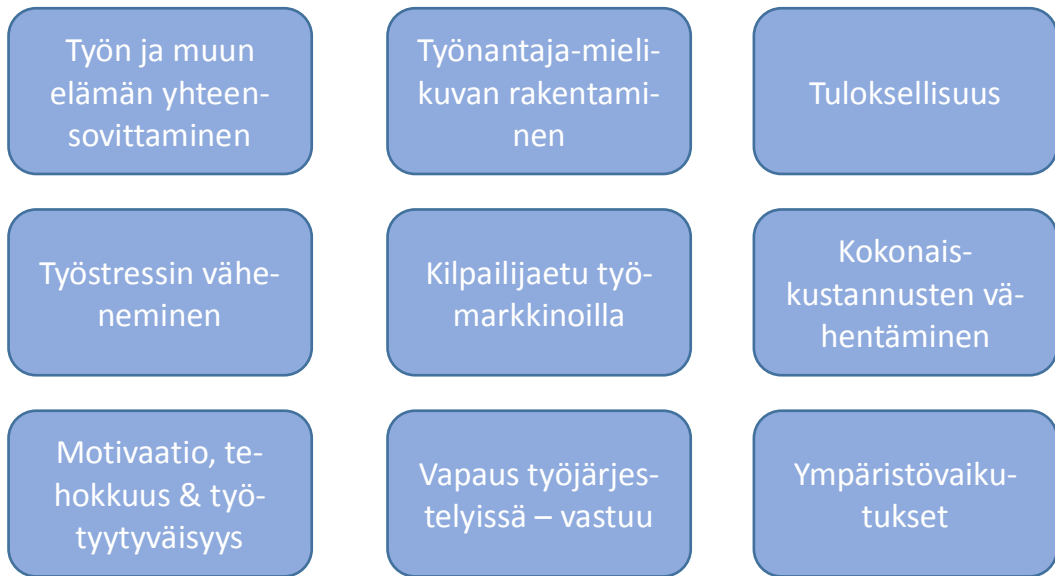 Työn ja muun
elämän yhteen-
sovittaminen
Työnantaja-mieli-
kuvan rakentami-
nen
Tuloksellisuus
Työstressin vähe-
neminen
Kilpailijaetu työ-
markkinoilla
Kokonais-
kustannusten vä-
hentäminen
Motivaatio, te-
hokkuus & työ-
tyytyväisyys
Vapaus työjärjes-
telyissä – vastuu
Ympäristövaiku-
tukset